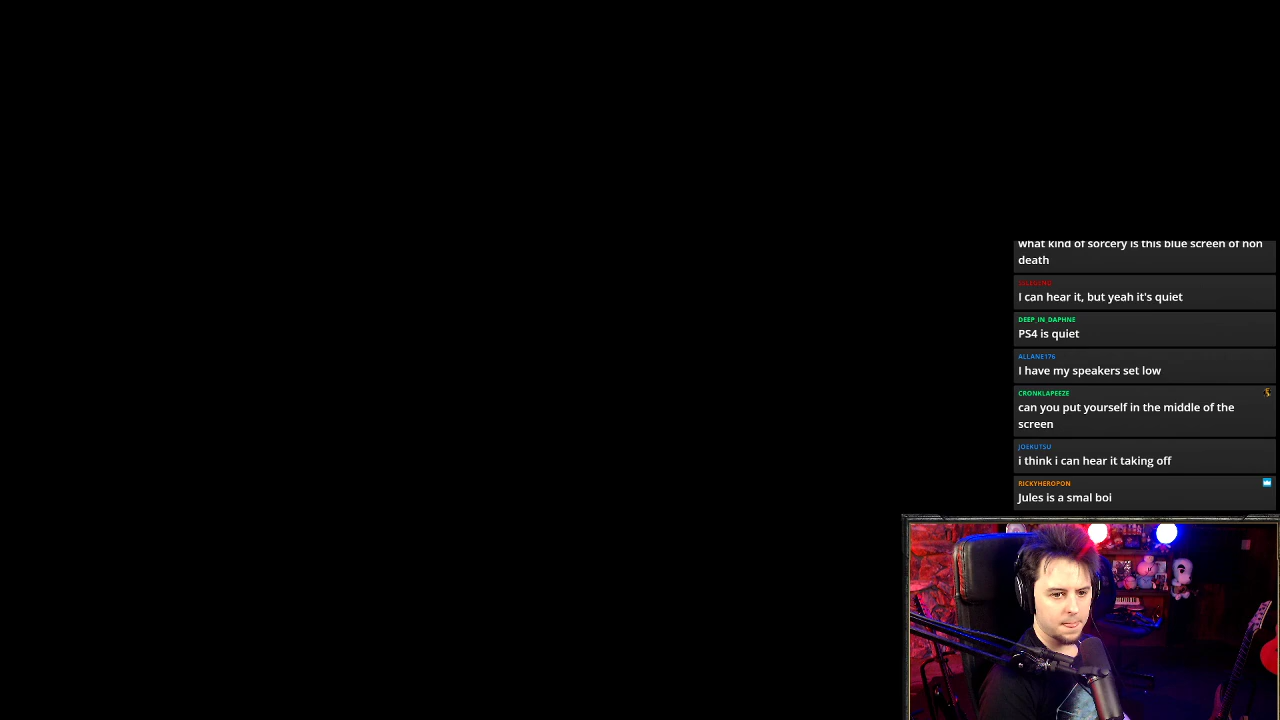 what kind of sorcery is this blue screen of non
death
I can hear it, but yeah it's quiet
DEEP_IN_DAPHNE
PS4 is quiet
ALLANE176
I have my speakers set low
CRONKLAPEEZE
can you put yourself in the middle of the
screen
JOEKUTSU
i think i can hear it taking off
RICKYHEROPON
Jules is a smal boi